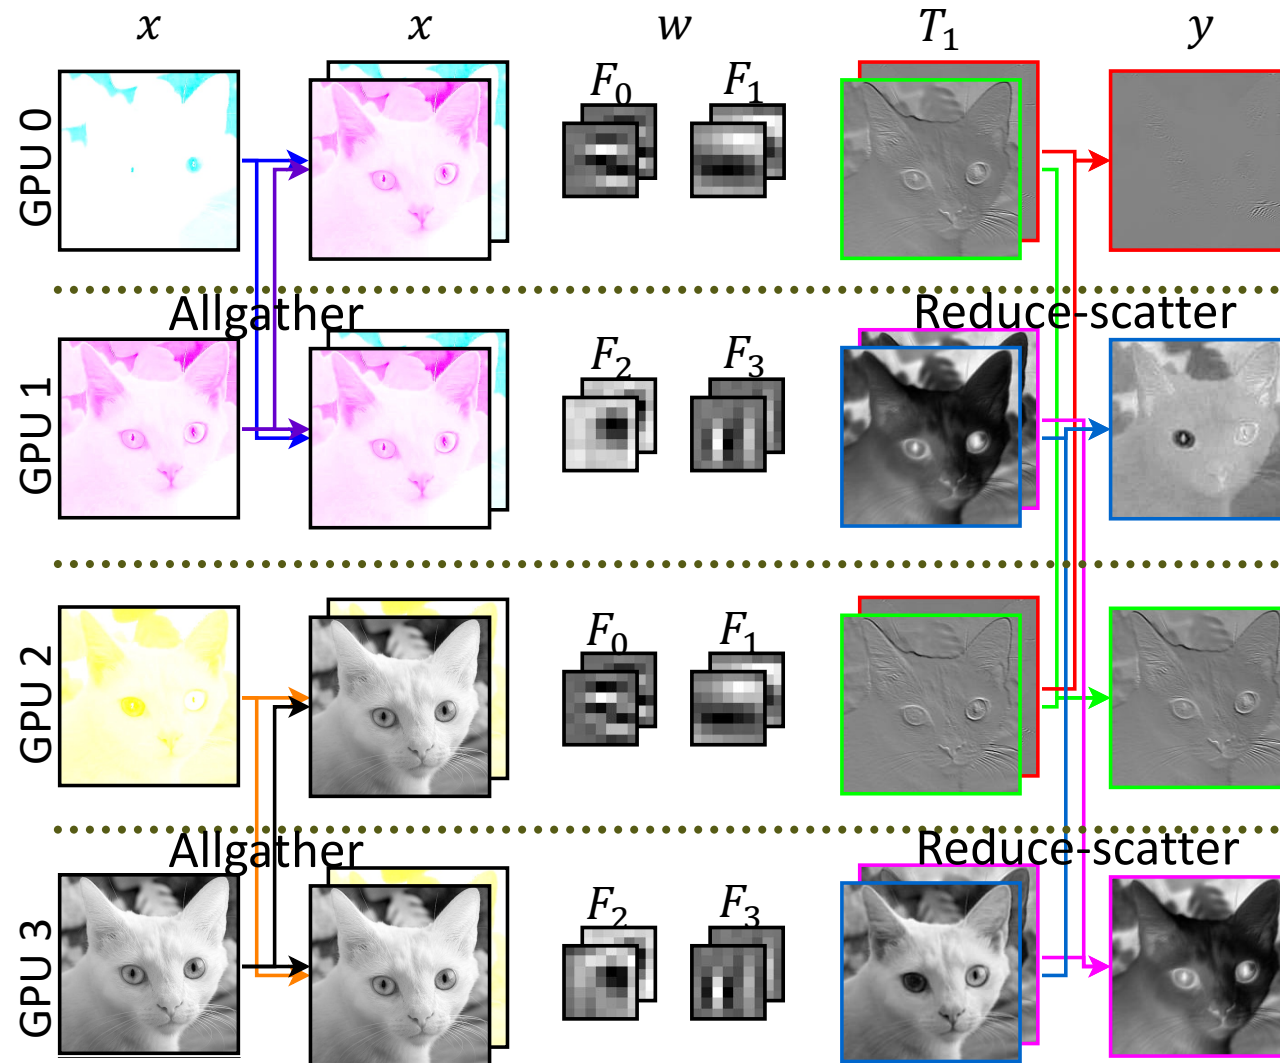 x x w T₁ y
GPU 0
F₀ F₁
Allgather Reduce-scatter
GPU 1
F₂ F₃
GPU 2
F₀ F₁
Allgather Reduce-scatter
GPU 3
F₂ F₃